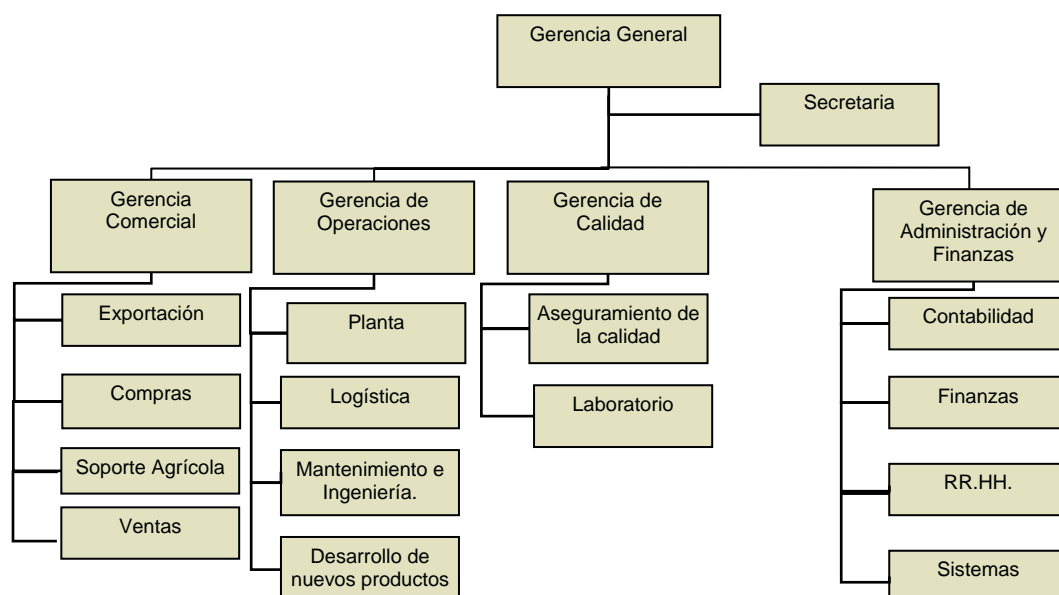 Gerencia General
Secretaria
Gerencia
Comercial
Gerencia de
Operaciones
Gerencia de
Calidad
Gerencia de
Administración y
Finanzas
Exportación
Compras
Soporte Agrícola
Ventas
Planta
Logística
Mantenimiento e
Ingeniería.
Desarrollo de
nuevos productos
Aseguramiento de
la calidad
Laboratorio
Contabilidad
Finanzas
RR.HH.
Sistemas